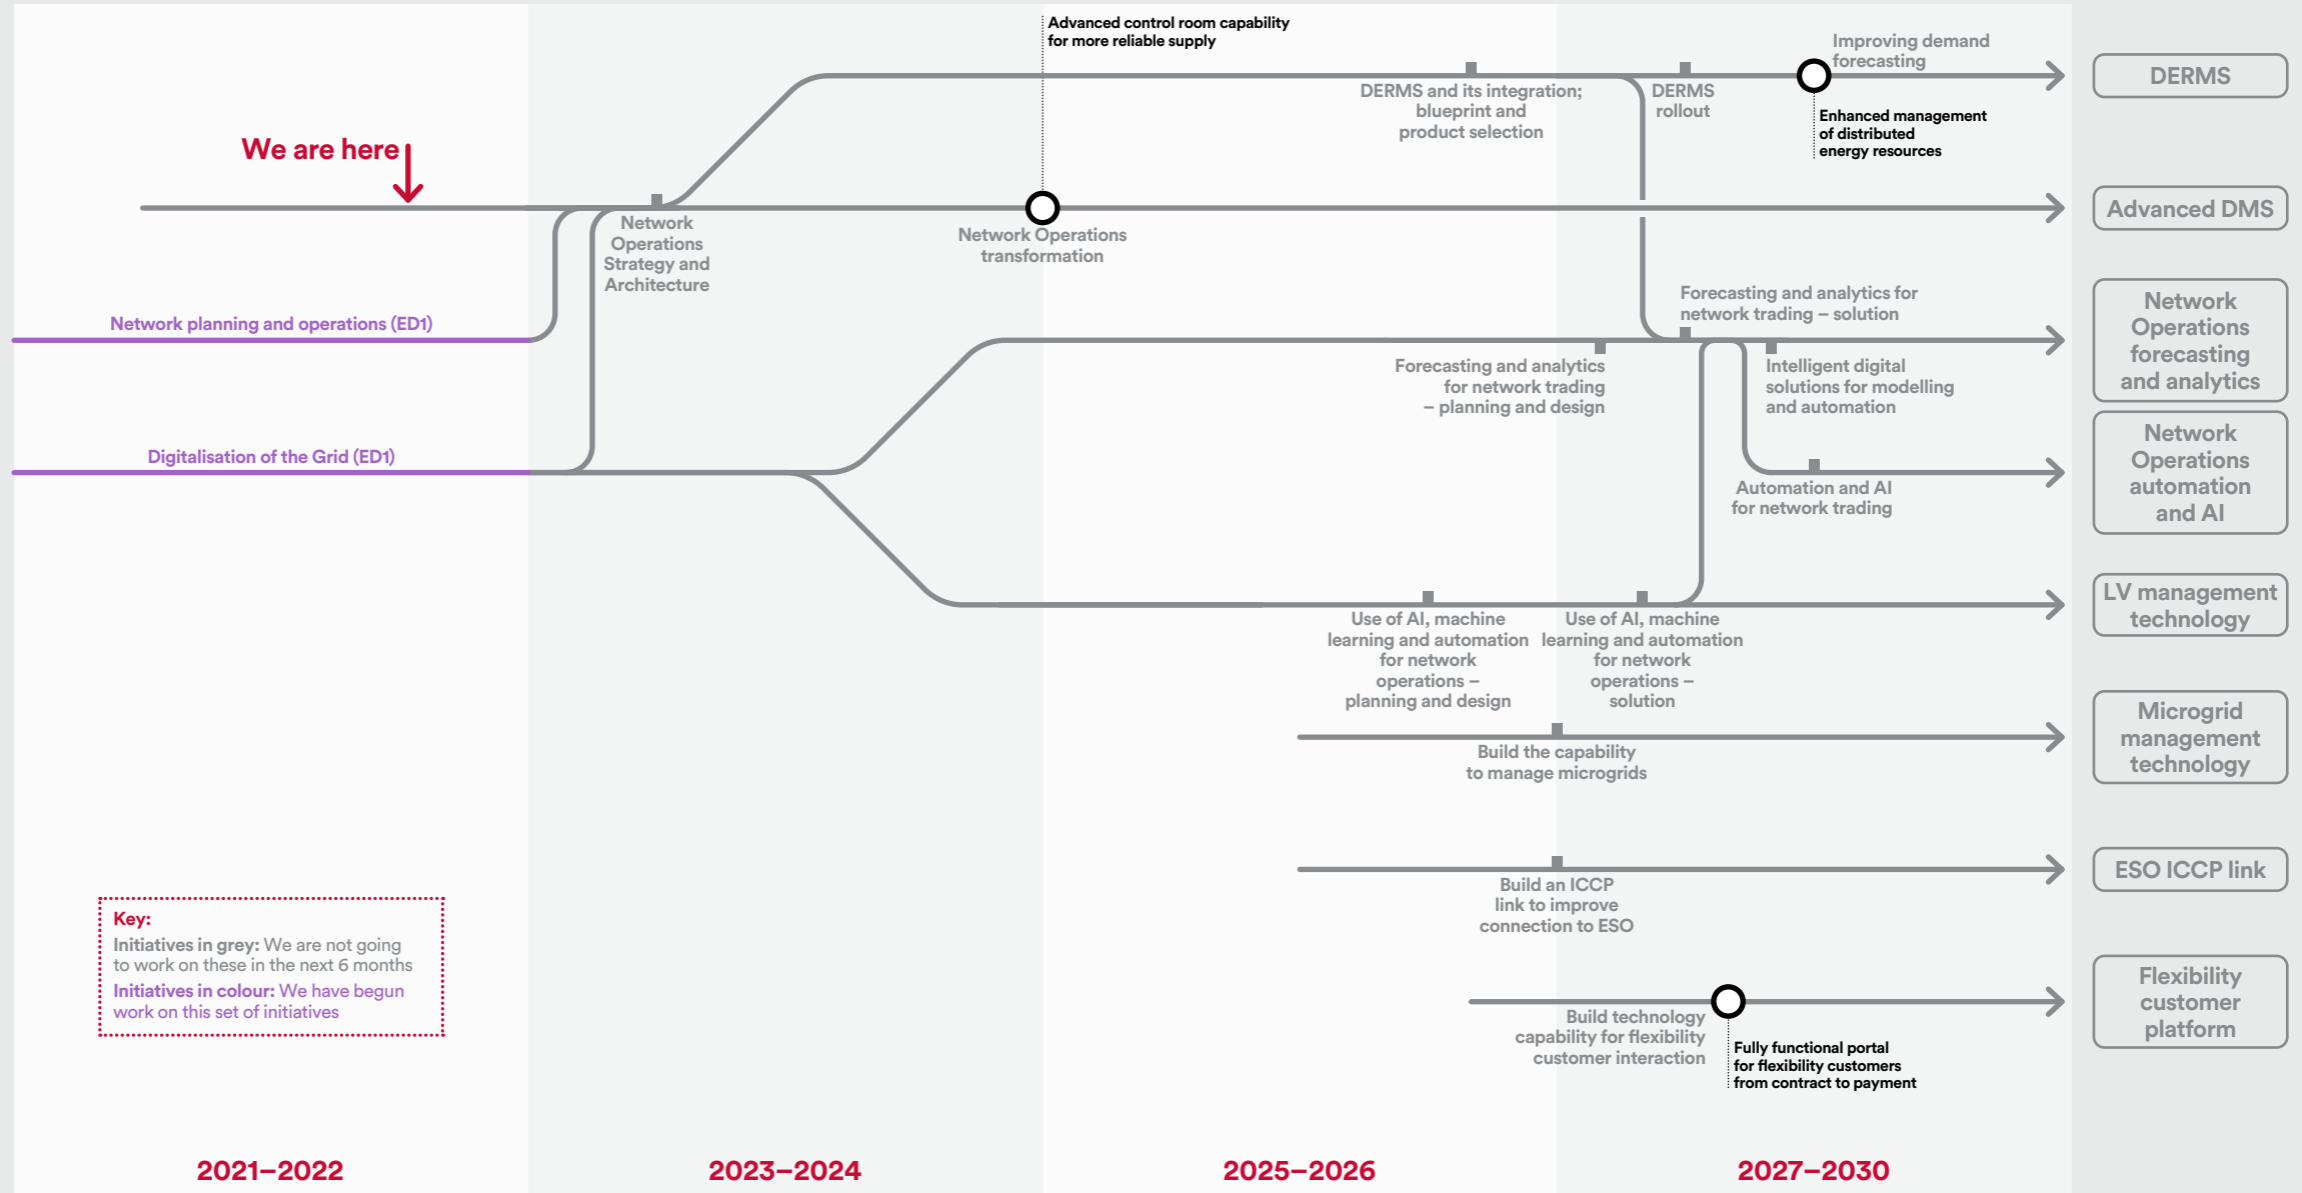 Advanced control room capability
for more reliable supply
Improving demand
forecasting
DERMS
DERMS and its integration;
blueprint and
product selection
DERMS
rollout
Enhanced management
of distributed
energy resources
We are here
Advanced DMS
Network
Operations
Strategy and
Architecture
Network Operations
transformation
Network planning and operations (ED1)
Forecasting and analytics for
network trading – solution
Network
Operations
forecasting
and analytics
Forecasting and analytics
for network trading
– planning and design
Intelligent digital
solutions for modelling
and automation
Digitalisation of the Grid (ED1)
Network
Operations
automation
and AI
Automation and AI
for network trading
LV management
technology
Use of AI, machine
learning and automation
for network
operations –
planning and design
Use of AI, machine
learning and automation
for network
operations –
solution
Microgrid
management
technology
Build the capability
to manage microgrids
ESO ICCP link
Build an ICCP
link to improve
connection to ESO
Key:
Initiatives in grey: We are not going
to work on these in the next 6 months
Initiatives in colour: We have begun
work on this set of initiatives
Flexibility
customer
platform
Build technology
capability for flexibility
customer interaction
Fully functional portal
for flexibility customers
from contract to payment
2021–2022
2023–2024
2025–2026
2027–2030